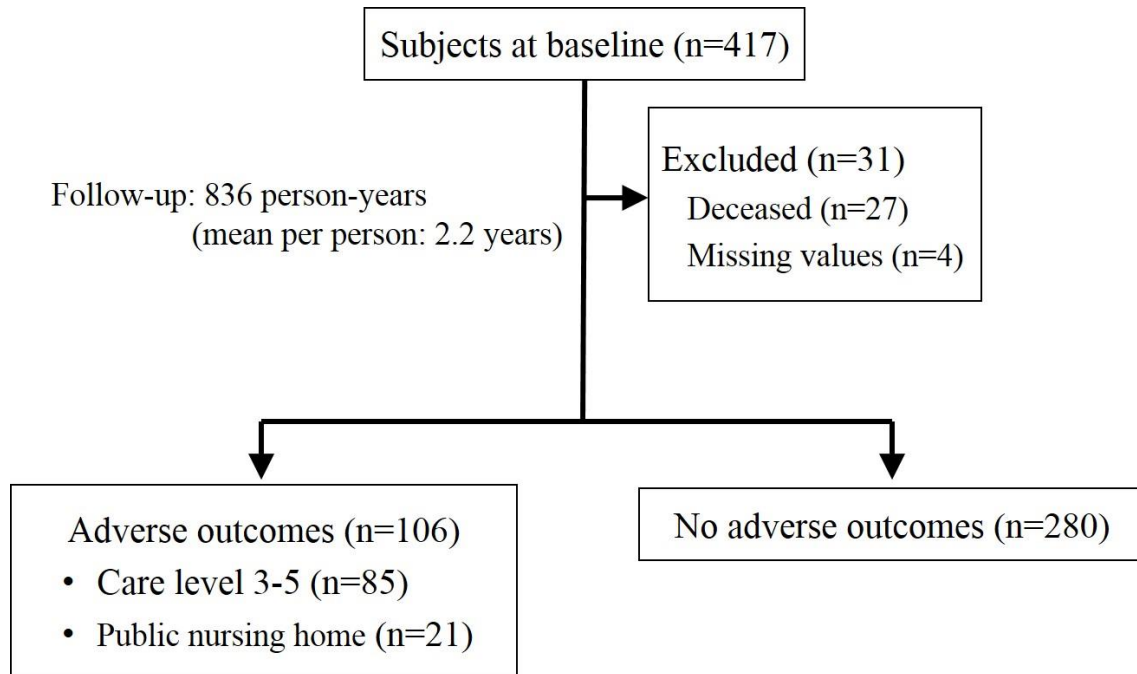 Subjects at baseline (n=417)
Excluded (n=31)
Deceased (n=27)
Missing values (n=4)
Follow-up: 836 person-years
(mean per person: 2.2 years)
Adverse outcomes (n=106)
• Care level 3-5 (n=85)
• Public nursing home (n=21)
No adverse outcomes (n=280)